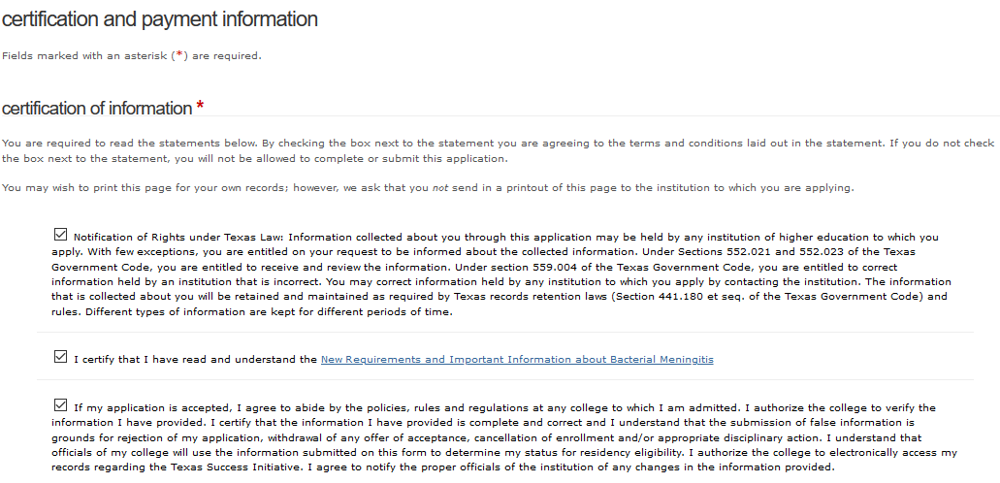 certification and payment information
Fields marked with an asterisk (*) are required.
certification of information *
You are required to read the statements below. By checking the box next to the statement you are agreeing to the terms and conditions laid out in the statement. If you do not check
the box next to the statement, you will not be allowed to complete or submit this application.
You may wish to print this page for your own records; however, we ask that you not send in a printout of this page to the institution to which you are applying.
Notification of Rights under Texas Law: Information collected about you through this application may be held by any institution of higher education to which you
apply. With few exceptions, you are entitled on your request to be informed about the collected information. Under Sections 552.021 and 552.023 of the Texas
Government Code, you are entitled to receive and review the information. Under section 559.004 of the Texas Government Code, you are entitled to correct
information held by an institution that is incorrect. You may correct information held by any institution to which you apply by contacting the institution. The information
that is collected about you will be retained and maintained as required by Texas records retention laws (Section 441.180 et seq. of the Texas Government Code) and
rules. Different types of information are kept for different periods of time.
I certify that I have read and understand the New Requirements and Important Information about Bacterial Meningitis
If my application is accepted, I agree to abide by the policies, rules and regulations at any college to which I am admitted. I authorize the college to verify the
information I have provided. I certify that the information I have provided is complete and correct and I understand that the submission of false information is
grounds for rejection of my application, withdrawal of any offer of acceptance, cancellation of enrollment and/or appropriate disciplinary action. I understand that
officials of my college will use the information submitted on this form to determine my status for residency eligibility. I authorize the college to electronically access my
records regarding the Texas Success Initiative. I agree to notify the proper officials of the institution of any changes in the information provided.